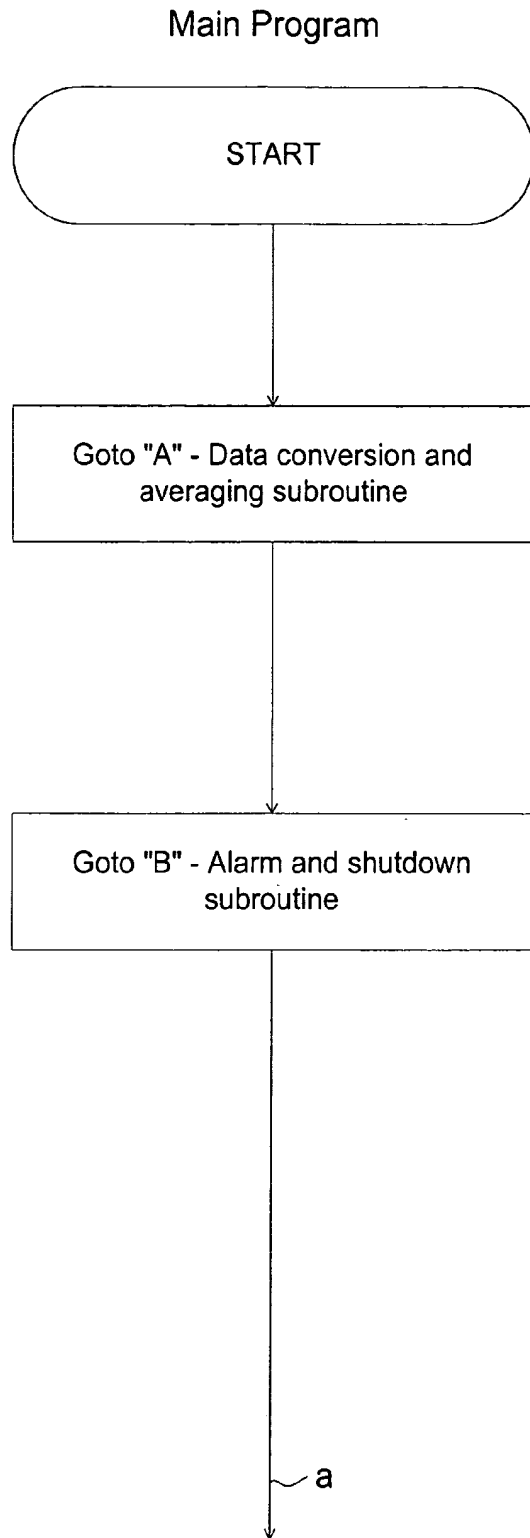 Main Program
START
Goto "A" - Data conversion and
averaging subroutine
Goto "B" - Alarm and shutdown
subroutine
a